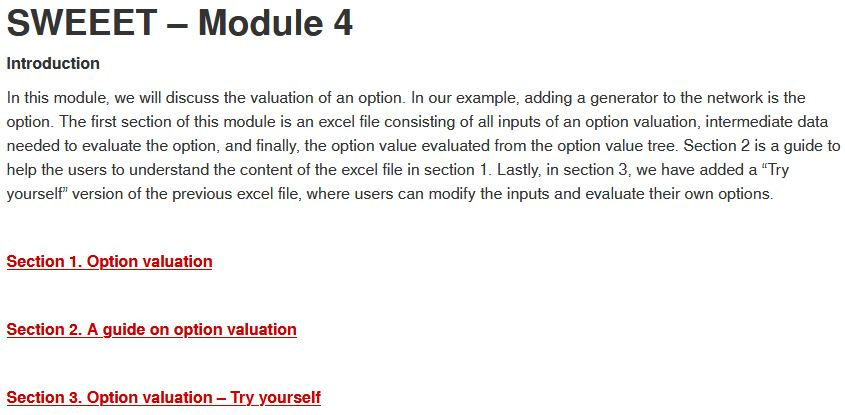 SWEEET – Module 4
Introduction
In this module, we will discuss the valuation of an option. In our example, adding a generator to the network is the
option. The first section of this module is an excel file consisting of all inputs of an option valuation, intermediate data
needed to evaluate the option, and finally, the option value evaluated from the option value tree. Section 2 is a guide to
help the users to understand the content of the excel file in section 1. Lastly, in section 3, we have added a “Try
yourself” version of the previous excel file, where users can modify the inputs and evaluate their own options.
Section 1. Option valuation
Section 2. A guide on option valuation
Section 3. Option valuation – Try yourself